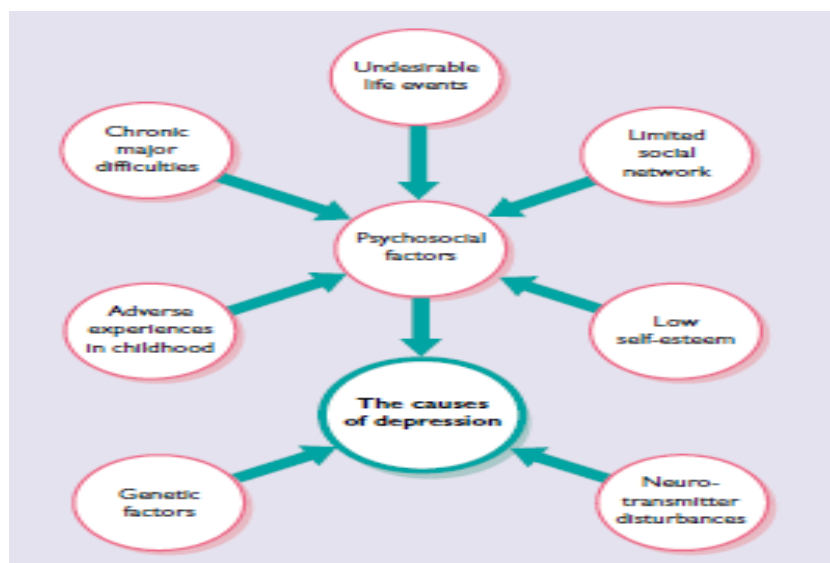 Undesirable
life events
Chronic
major
difficulties
Limited
social
network
Psychosocial
factors
Adverse
experiences
in childhood
Low
self-esteem
The causes
of depression
Genetic
factors
Neuro-
transmitter
disturbances